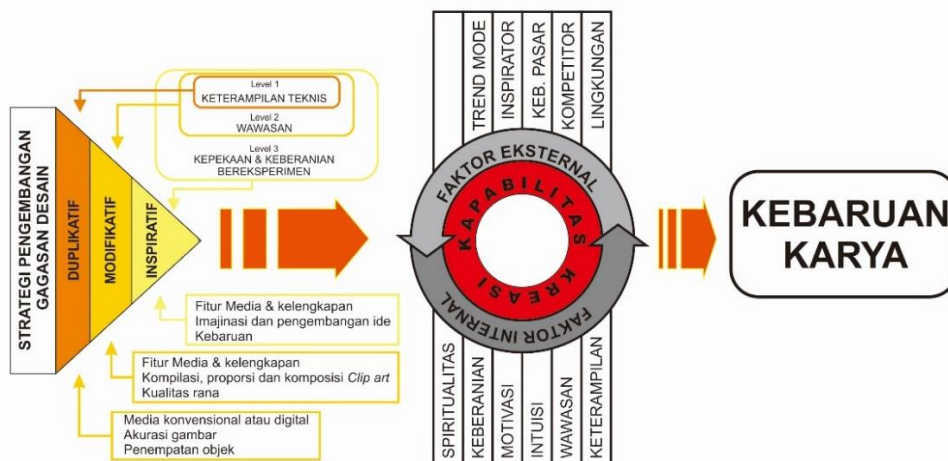 STRATEGI PENGEMBANGAN
GAGASAN DESAIN
DUPLIKATIF
MODIFIKATIF
INSPIRATIF
Level 1
KETERAMPILAN TEKNIS
Level 2
WAWASAN
Level 3
KEPEKAAN & KEBERANIAN
BEREKSPERIMEN
Fitur Media & kelengkapan
Imajinasi dan pengembangan ide
Kebaruan
Fitur Media & kelengkapan
Kompilasi, proporsi dan komposisi Clip art
Kualitas rana
Media konvensional atau digital
Akurasi gambar
Penempatan objek
TREND MODE
INSPIRATOR
KEB. PASAR
KOMPETITOR
LINGKUNGAN
FAKTOR EKSTERNAL
KAPABILITAS
KREASI
FAKTOR INTERNAL
SPIRITUALITAS
KEBERANIAN
MOTIVASI
INTUISI
WAWASAN
KETERAMPILAN
KEBARUAN
KARYA